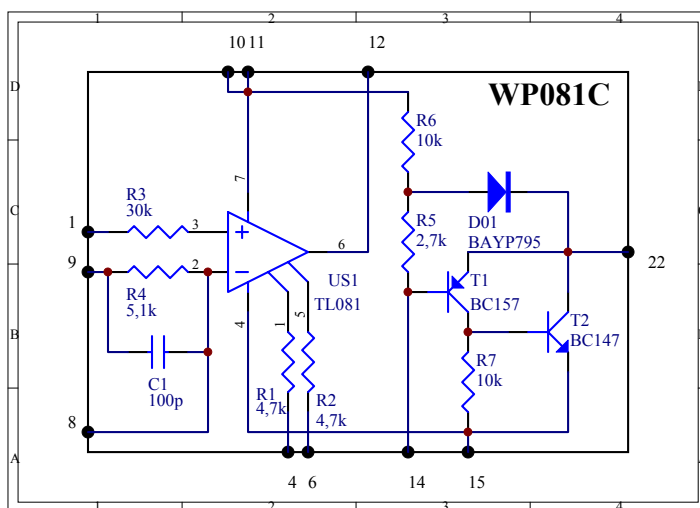 1 2 3 4
10 11 12
D
WP081C
R6
10k
7
C
R3
30k
1
3
6
R5
2,7k
D01
BAYP795
9
2
22
R4
5,1k
US1
TL081
T1
BC157
B
4
1
5
T2
BC147
C1
100p
R1
4,7k
R2
4,7k
R7
10k
8
A
4 6 14 15
1 2 3 4